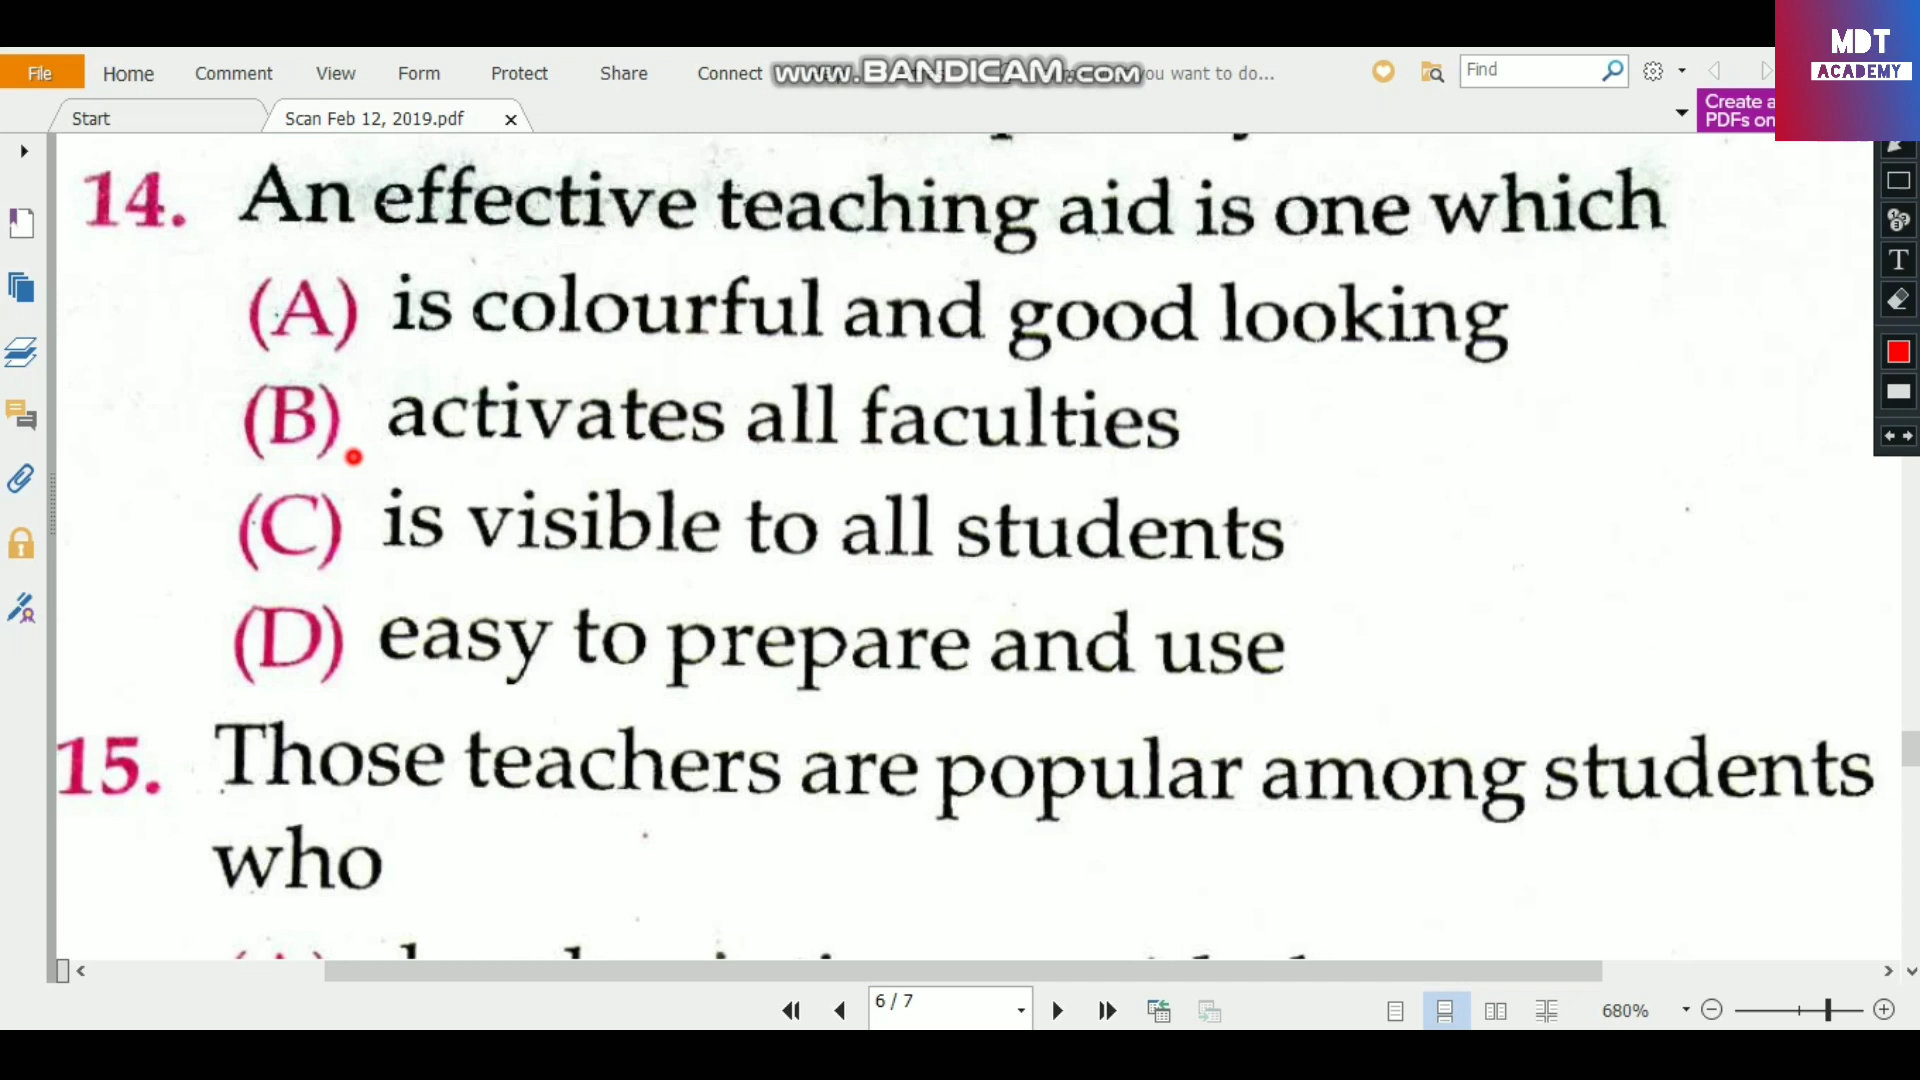 MDT
ACADEMY
File Home Comment View Form Protect Share Connect www.BANDICAM.com you want to do... Find
Start Scan Feb 12, 2019.pdf
Create a
PDFs on
14. An effective teaching aid is one which
(A) is colourful and good looking
(B) activates all faculties
(C) is visible to all students
(D) easy to prepare and use
15. Those teachers are popular among students
who
6 / 7 680%